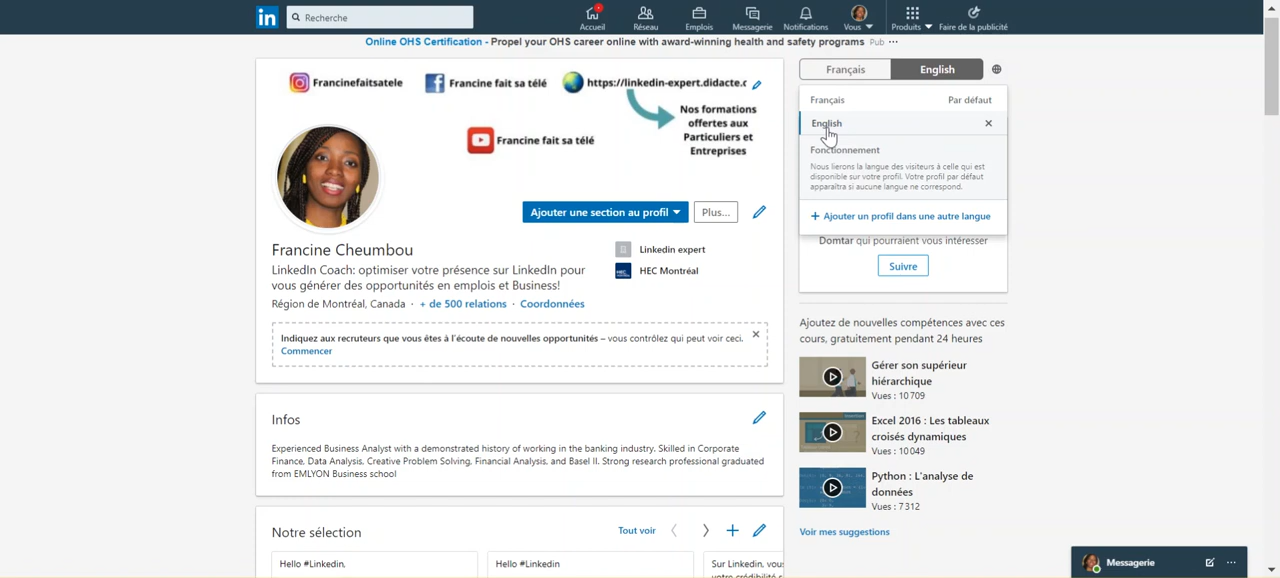 in
Recherche
Accueil
Réseau
Emplois
Messagerie
Notifications
Vous
Produits
Faire de la publicité
Online OHS Certification - Propel your OHS career online with award-winning health and safety programs Pub ...
Francinefaitsatele
Francine fait sa télé
https://linkedin-expert.didacte.c
Nos formations
offertes aux
Particuliers et
Entreprises
Francine fait sa télé
Ajouter une section au profil
Plus...
Francine Cheumbou
LinkedIn Coach: optimiser votre présence sur LinkedIn pour
vous générer des opportunités en emplois et Business!
Région de Montréal, Canada · + de 500 relations · Coordonnées
Linkedin expert
HEC Montréal
Indiquez aux recruteurs que vous êtes à l'écoute de nouvelles opportunités – vous contrôlez qui peut voir ceci.
Commencer
Infos
Experienced Business Analyst with a demonstrated history of working in the banking industry. Skilled in Corporate
Finance, Data Analysis, Creative Problem Solving, Financial Analysis, and Basel II. Strong research professional graduated
from EMLYON Business school
Notre sélection
Tout voir
Hello #Linkedin,
Hello #Linkedin
Sur Linkedin, vous
Français
English
Français Par défaut
English
Fonctionnement
Nous lierons la langue des visiteurs à celle qui est
disponible sur votre profil. Votre profil par défaut
apparaîtra si aucune langue ne correspond.
+ Ajouter un profil dans une autre langue
Domtar qui pourraient vous intéresser
Suivre
Ajoutez de nouvelles compétences avec ces
cours, gratuitement pendant 24 heures
Gérer son supérieur
hiérarchique
Vues : 10 709
Excel 2016 : Les tableaux
croisés dynamiques
Vues : 10 049
Python : L'analyse de
données
Vues : 7 312
Voir mes suggestions
Messagerie